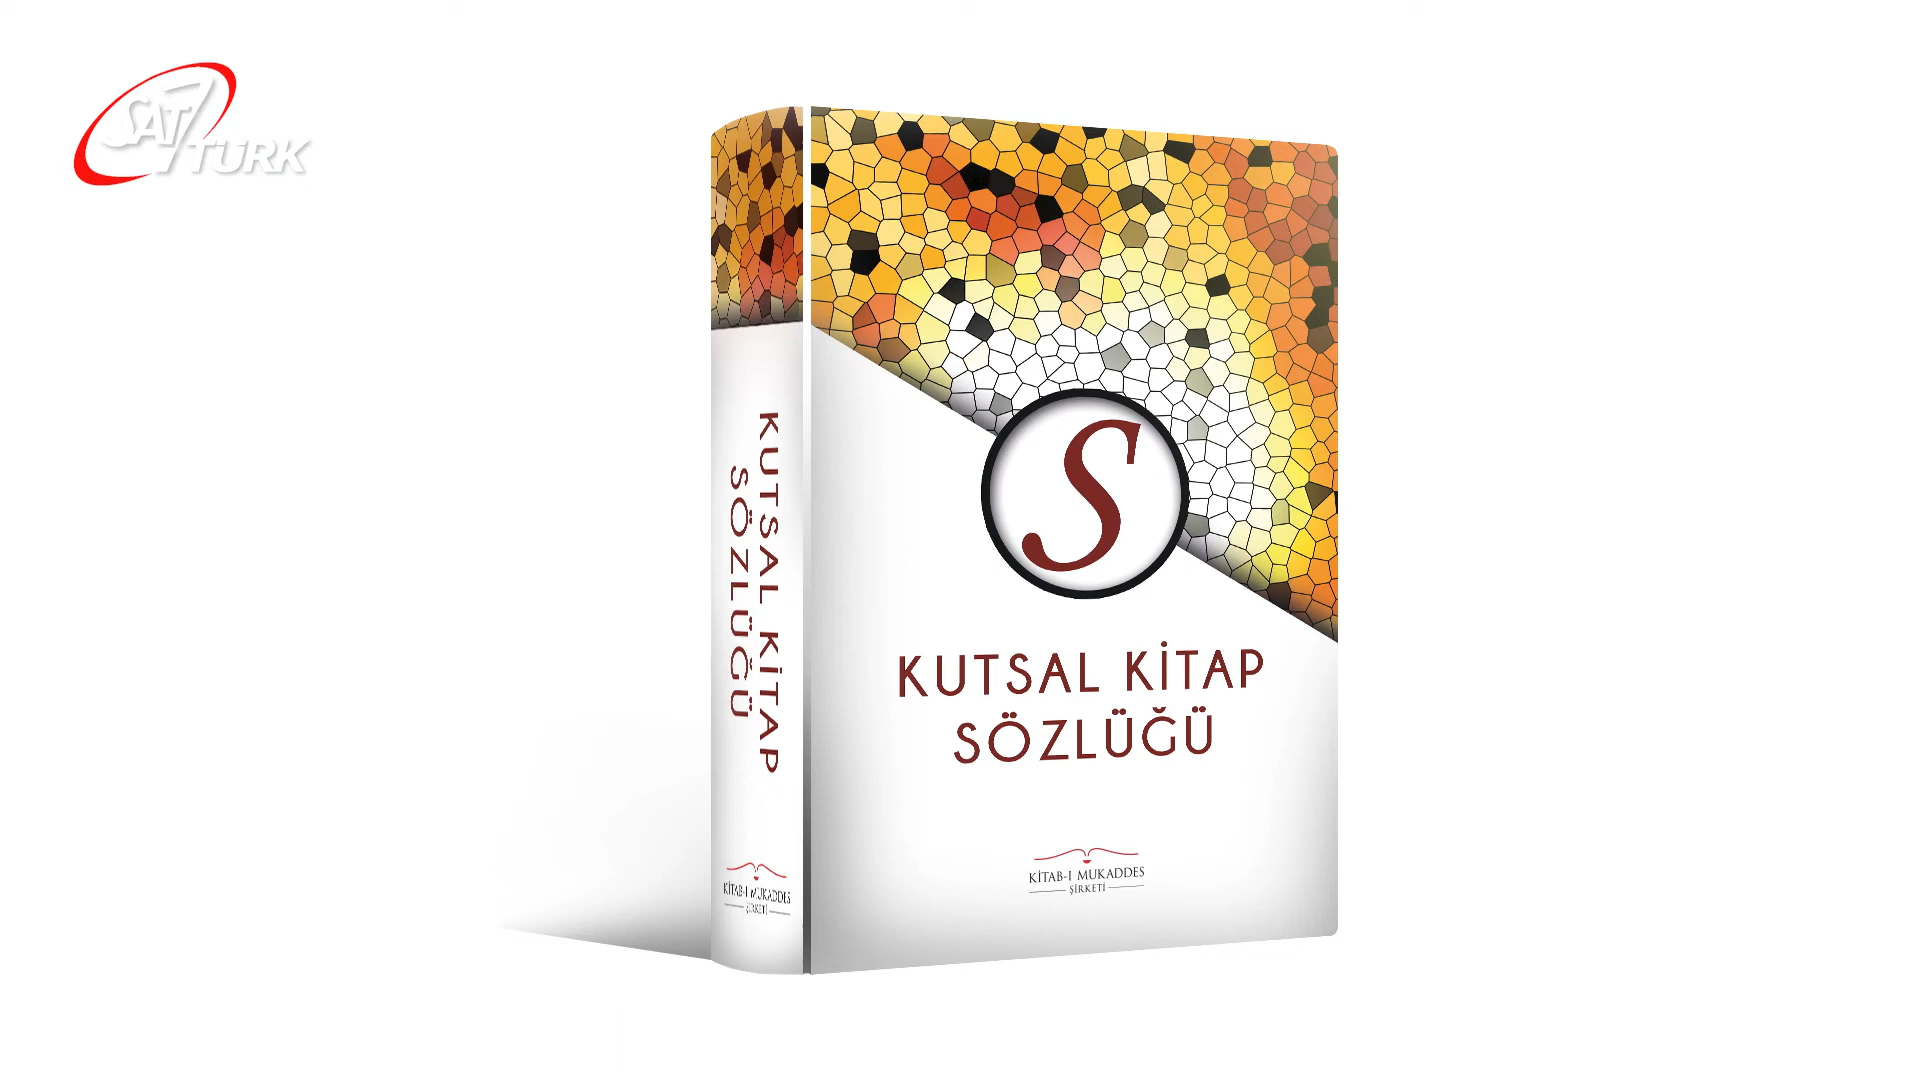 SAT7
TÜRK
KUTSAL KİTAP
SÖZLÜĞÜ
KİTAB-I MUKADDES
ŞİRKETİ
S
KUTSAL KİTAP
SÖZLÜĞÜ
KİTAB-I MUKADDES
ŞİRKETİ